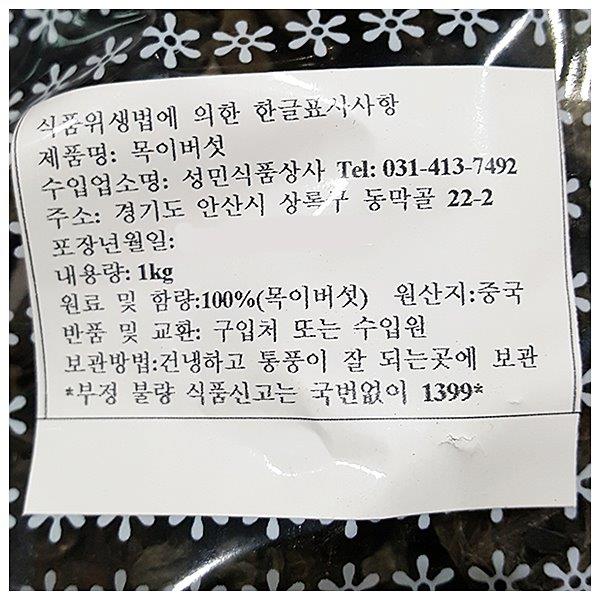 식품위생법에 의한 한글표시사항
제품명: 목이버섯
수입업소명: 성민식품상사 Tel: 031-413-7492
주소: 경기도 안산시 상록구 동막골 22-2
포장년월일:
내용량: 1kg
원료 및 함량:100%(목이버섯) 원산지:중국
반품 및 교환: 구입처 또는 수입원
보관방법:건냉하고 통풍이 잘 되는곳에 보관
*부정 불량 식품신고는 국번없이 1399*